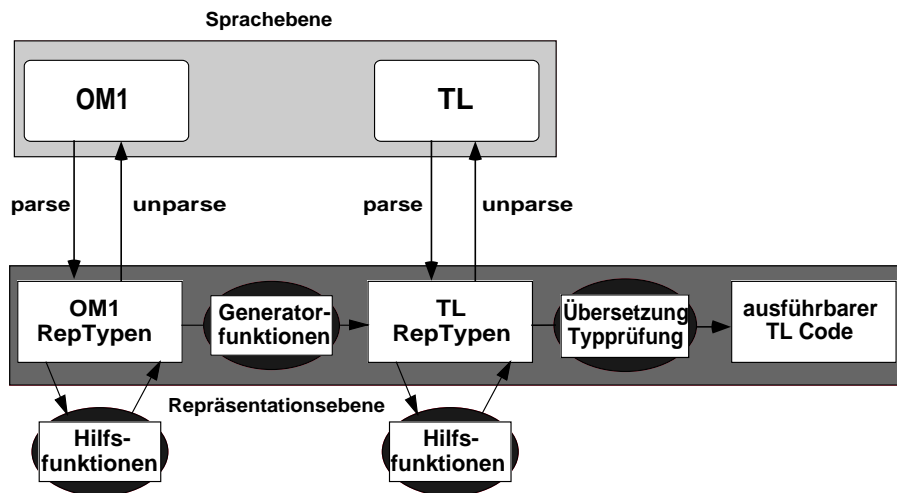 Sprachebene
OM1
TL
parse
unparse
parse
unparse
OM1
RepTypen
Generator-
funktionen
TL
RepTypen
Übersetzung
Typprüfung
ausführbarer
TL Code
Repräsentationsebene
Hilfs-
funktionen
Hilfs-
funktionen